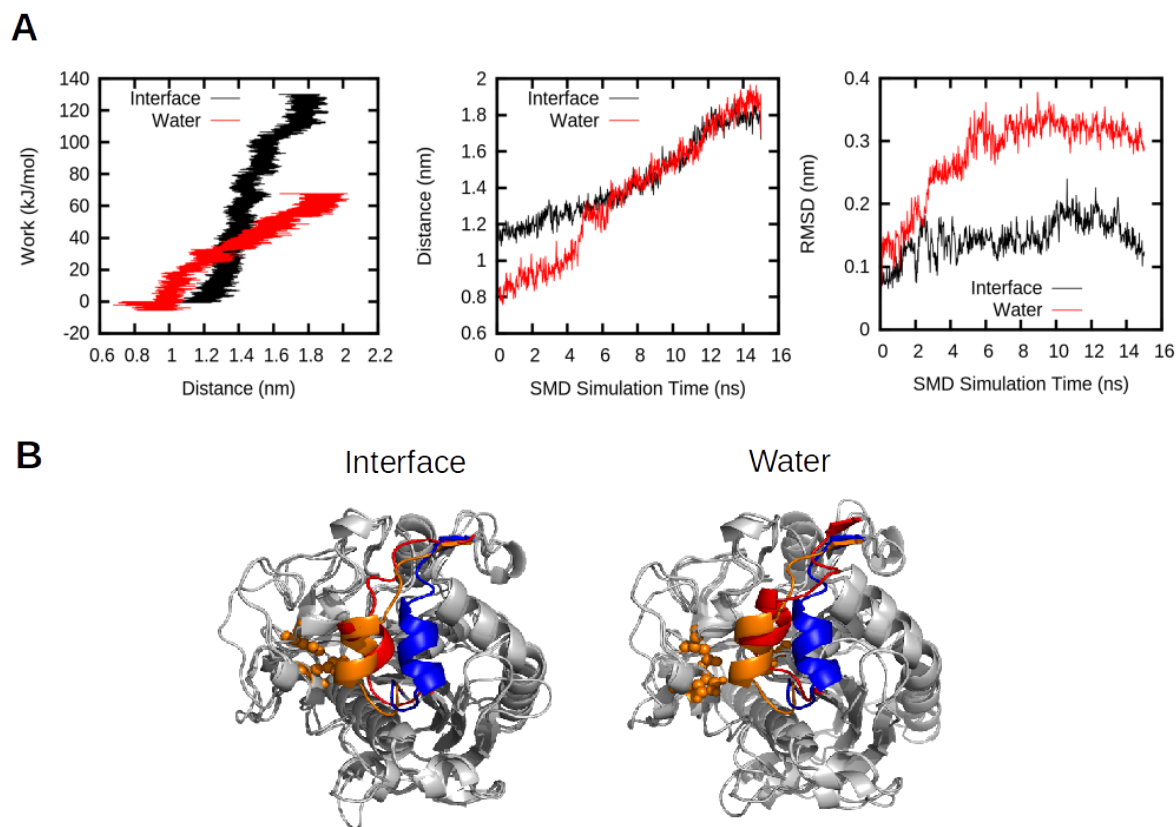 A
140
120
100
80
60
40
20
0
-20
Work (kJ/mol)
Interface
Water
0.6 0.8 1 1.2 1.4 1.6 1.8 2 2.2
Distance (nm)
2
1.8
1.6
1.4
1.2
1
0.8
0.6
Distance (nm)
Interface
Water
0 2 4 6 8 10 12 14 16
SMD Simulation Time (ns)
0.4
0.3
0.2
0.1
0
RMSD (nm)
Interface
Water
0 2 4 6 8 10 12 14 16
SMD Simulation Time (ns)
B
Interface
Water